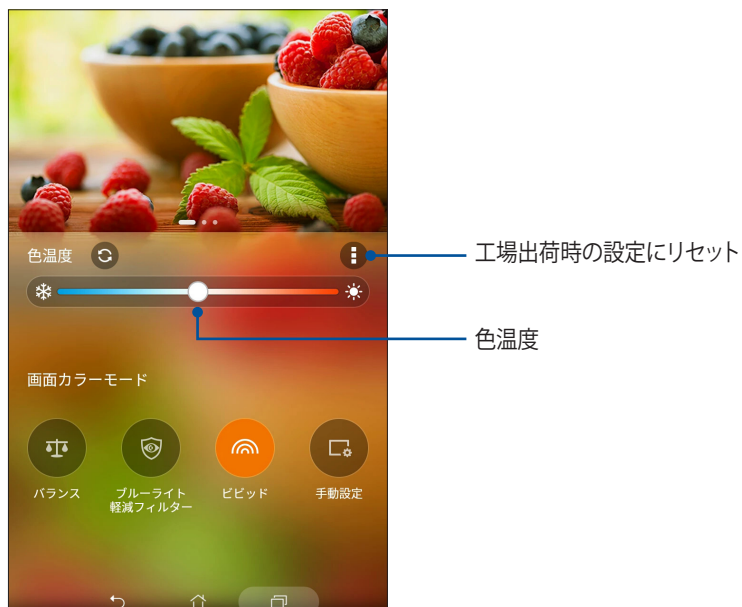 色温度
工場出荷時の設定にリセット
色温度
画面カラーモード
バランス
ブルーライト
軽減フィルター
ビビッド
手動設定